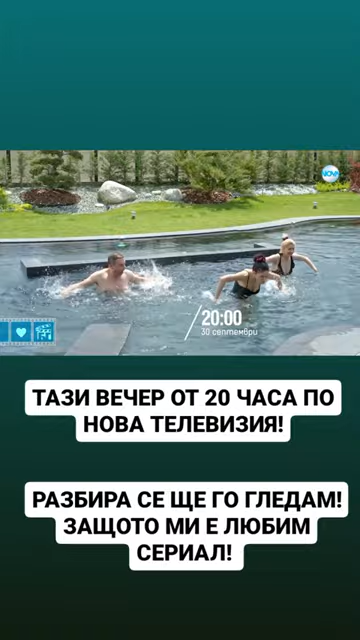 NOVA
20:00
30 септември
ТАЗИ ВЕЧЕР ОТ 20 ЧАСА ПО
НОВА ТЕЛЕВИЗИЯ!
РАЗБИРА СЕ ЩЕ ГО ГЛЕДАМ!
ЗАЩОТО МИ Е ЛЮБИМ
СЕРИАЛ!